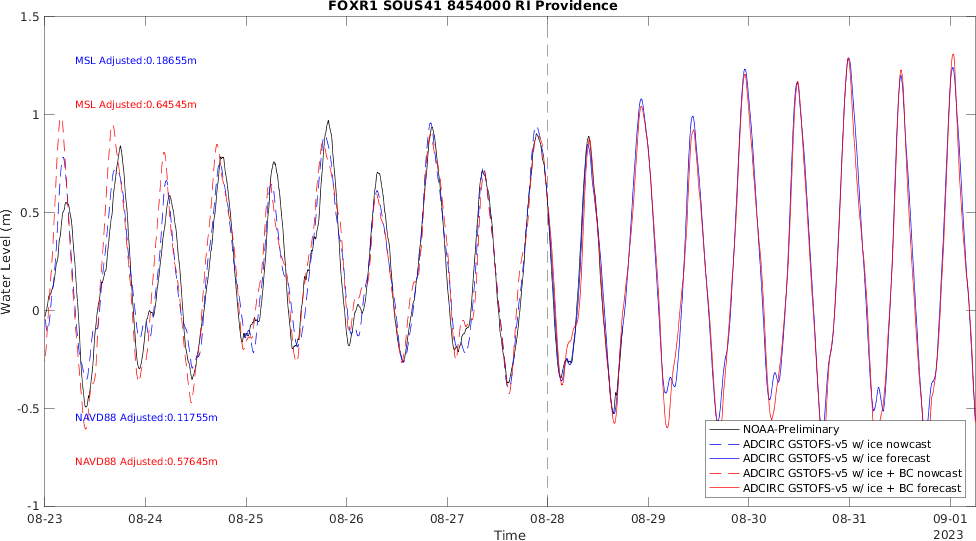 FOXR1 SOUS41 8454000 RI Providence
1.5
MSL Adjusted:0.18655m
MSL Adjusted:0.64545m
1
0.5
Water Level (m)
0
-0.5
NAVD88 Adjusted:0.11755m
NAVD88 Adjusted:0.57645m
NOAA-Preliminary
ADCIRC GSTOFS-v5 w/ ice nowcast
ADCIRC GSTOFS-v5 w/ ice forecast
ADCIRC GSTOFS-v5 w/ ice + BC nowcast
ADCIRC GSTOFS-v5 w/ ice + BC forecast
-1
08-23 08-24 08-25 08-26 08-27 08-28 08-29 08-30 08-31 09-01
Time
2023